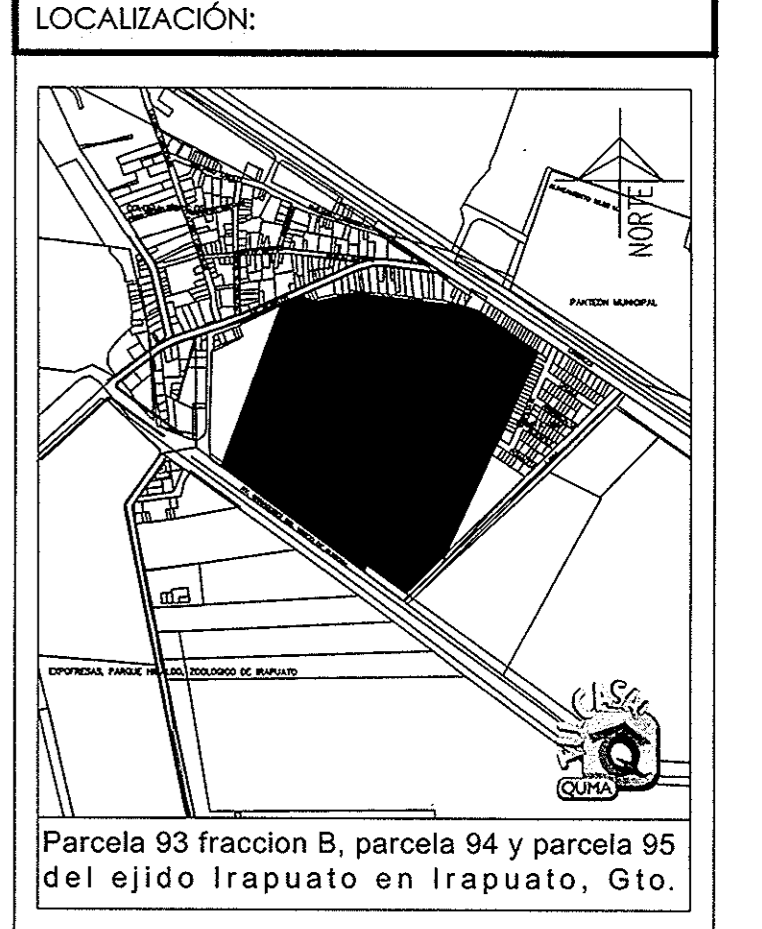 LOCALIZACIÓN:
NORTE
PANTEON MUNICIPAL
EXPOFRESAS, PARQUE HIDALGO, ZOOLOGICO DE IRAPUATO
QUMA
Parcela 93 fraccion B, parcela 94 y parcela 95
del ejido Irapuato en Irapuato, Gto.